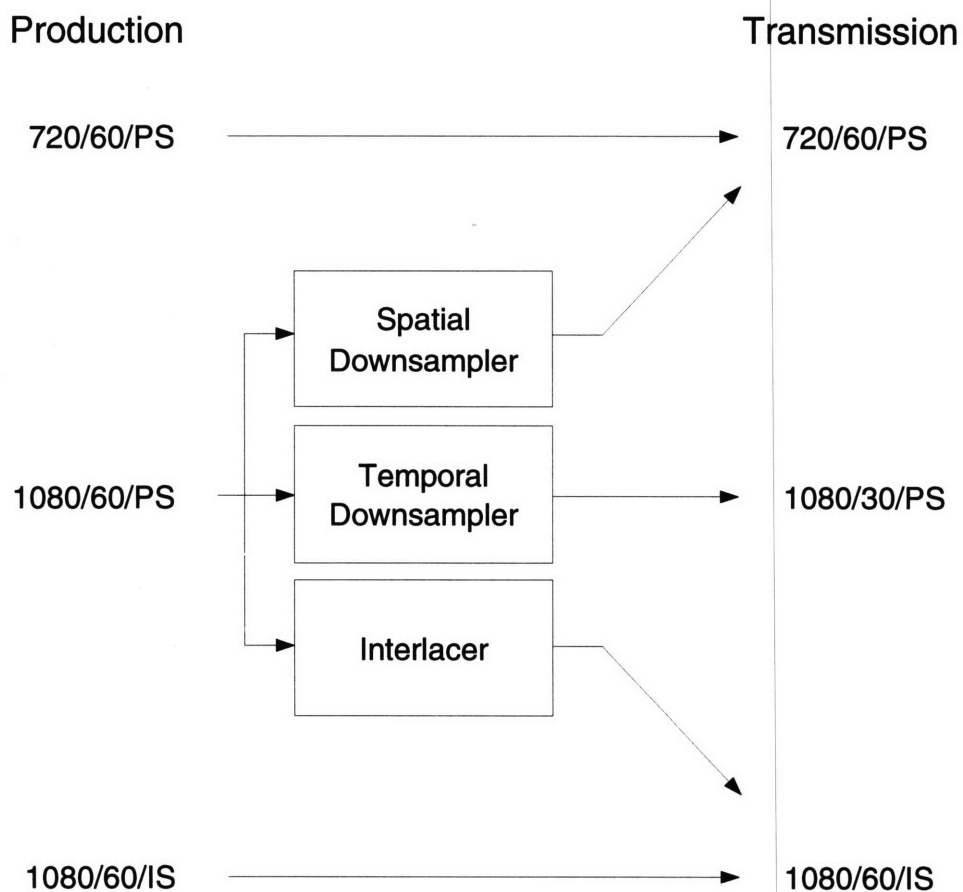 Production
Transmission
720/60/PS
720/60/PS
Spatial
Downsampler
1080/60/PS
Temporal
Downsampler
1080/30/PS
Interlacer
1080/60/IS
1080/60/IS